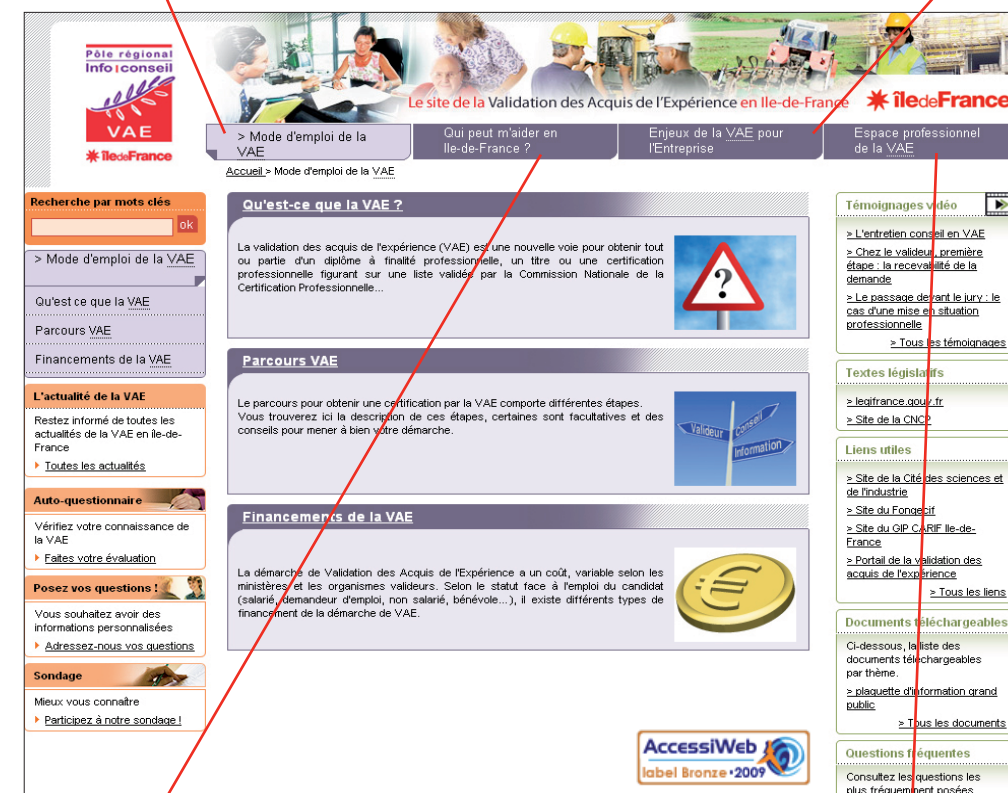 Pôle régional
Info conseil
VAE
îledeFrance
Le site de la Validation des Acquis de l'Expérience en Ile-de-France
îledeFrance
> Mode d'emploi de la
VAE
Qui peut m'aider en
Ile-de-France ?
Enjeux de la VAE pour
l'Entreprise
Espace professionnel
de la VAE
Accueil > Mode d'emploi de la VAE
Recherche par mots clés
ok
> Mode d'emploi de la VAE
Qu'est ce que la VAE
Parcours VAE
Financements de la VAE
L'actualité de la VAE
Restez informé de toutes les
actualités de la VAE en île-de-
France
Toutes les actualités
Auto-questionnaire
Vérifiez votre connaissance de
la VAE
Faites votre évaluation
Posez vos questions !
Vous souhaitez avoir des
informations personnalisées
Adressez-nous vos questions
Sondage
Mieux vous connaître
Participez à notre sondage !
Qu'est-ce que la VAE ?
La validation des acquis de l'expérience (VAE) est une nouvelle voie pour obtenir tout
ou partie d'un diplôme à finalité professionnelle, un titre ou une certification
professionnelle figurant sur une liste validée par la Commission Nationale de la
Certification Professionnelle...
?
Parcours VAE
Le parcours pour obtenir une certification par la VAE comporte différentes étapes.
Vous trouverez ici la description de ces étapes, certaines sont facultatives et des
conseils pour mener à bien votre démarche.
Valideur
Conseil
Information
Financements de la VAE
La démarche de Validation des Acquis de l'Expérience a un coût, variable selon les
ministères et les organismes valideurs. Selon le statut face à l'emploi du candidat
(salarié, demandeur d'emploi, non salarié, bénévole...), il existe différents types de
financement de la démarche de VAE.
€
AccessiWeb
label Bronze • 2009
Témoignages vidéo
> L'entretien conseil en VAE
> Chez le valideur, première
étape : la recevabilité de la
demande
> Le passage devant le jury : le
cas d'une mise en situation
professionnelle
> Tous les témoignages
Textes législatifs
> legifrance.gouv.fr
> Site de la CNCP
Liens utiles
> Site de la Cité des sciences et
de l'industrie
> Site du Fongecif
> Site du GIP CARIF Ile-de-
France
> Portail de la validation des
acquis de l'expérience
> Tous les liens
Documents téléchargeables
Ci-dessous, la liste des
documents téléchargeables
par thème.
> plaquette d'information grand
public
> Tous les documents
Questions fréquentes
Consultez les questions les
plus fréquemment posées